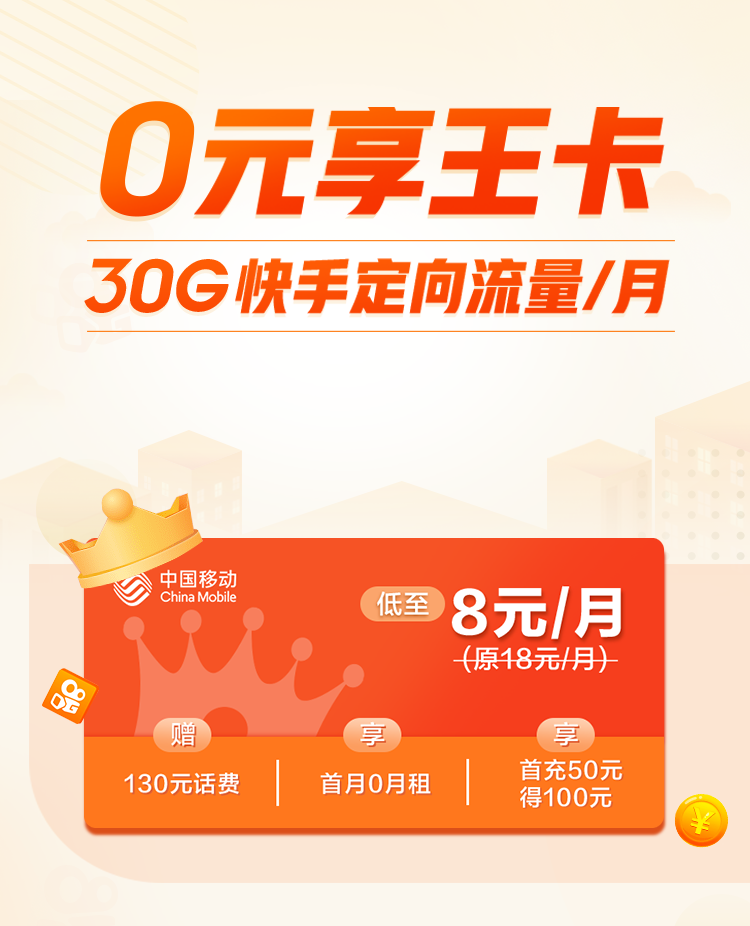 0元享王卡
30G快手定向流量/月
中国移动
China Mobile
低至 8元/月
(原18元/月)
赠 享 享
130元话费 首月0月租 首充50元
得100元
¥